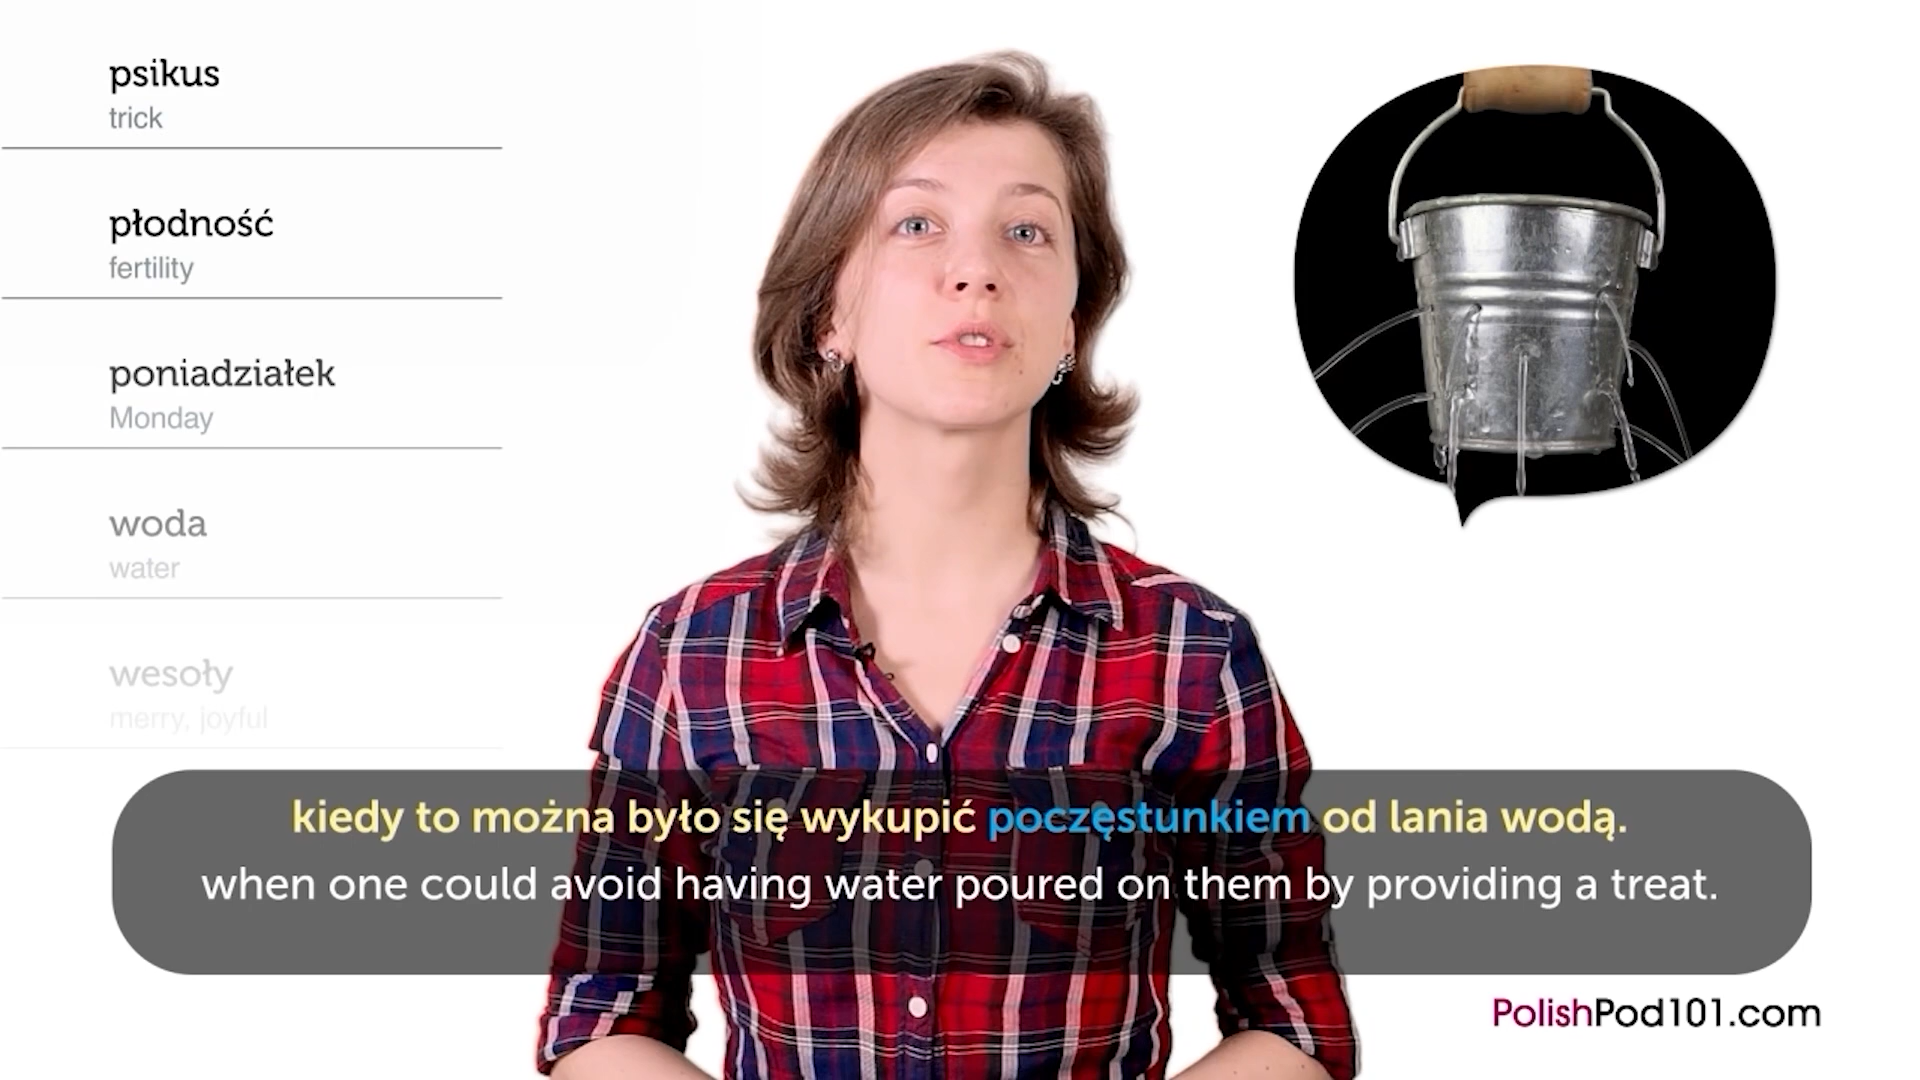 psikus
trick
płodność
fertility
poniadziałek
Monday
woda
water
wesoły
merry, joyful
kiedy to można było się wykupić poczęstunkiem od lania wodą.
when one could avoid having water poured on them by providing a treat.
PolishPod101.com